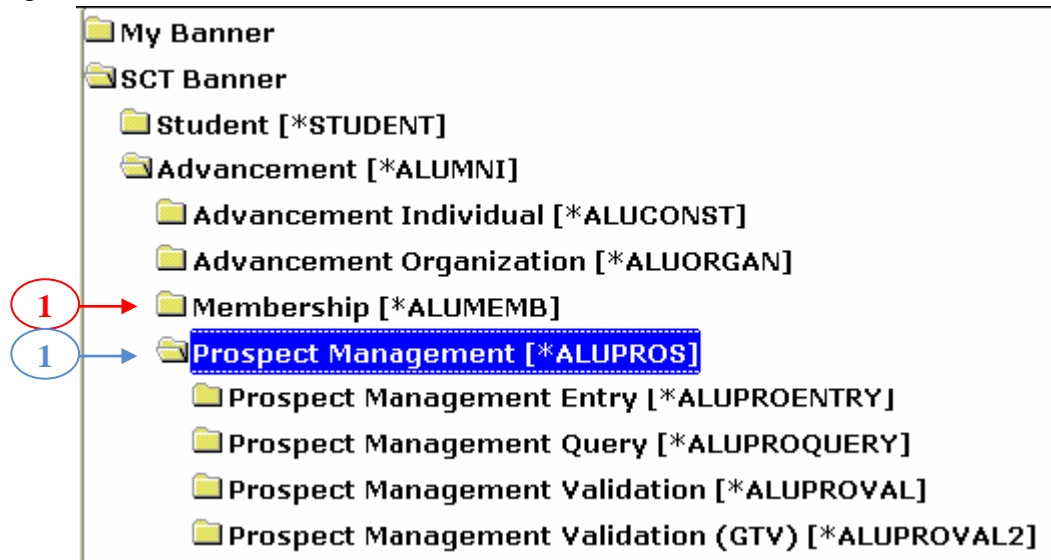 My Banner
SCT Banner
Student [*STUDENT]
Advancement [*ALUMNI]
Advancement Individual [*ALUCONST]
Advancement Organization [*ALUORGAN]
1 Membership [*ALUMEMB]
1 Prospect Management [*ALUPROS]
Prospect Management Entry [*ALUPROENTRY]
Prospect Management Query [*ALUPROQUERY]
Prospect Management Validation [*ALUPROVAL]
Prospect Management Validation (GTV) [*ALUPROVAL2]